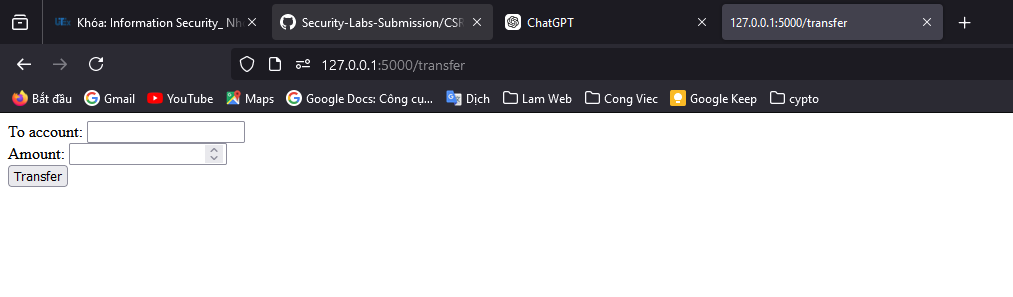 Khóa: Information Security_ Nh
Security-Labs-Submission/CSR
ChatGPT
127.0.0.1:5000/transfer
127.0.0.1:5000/transfer
Bắt đầu
Gmail
YouTube
Maps
Google Docs: Công cụ...
Dịch
Lam Web
Cong Viec
Google Keep
cypto
To account:
Amount:
Transfer